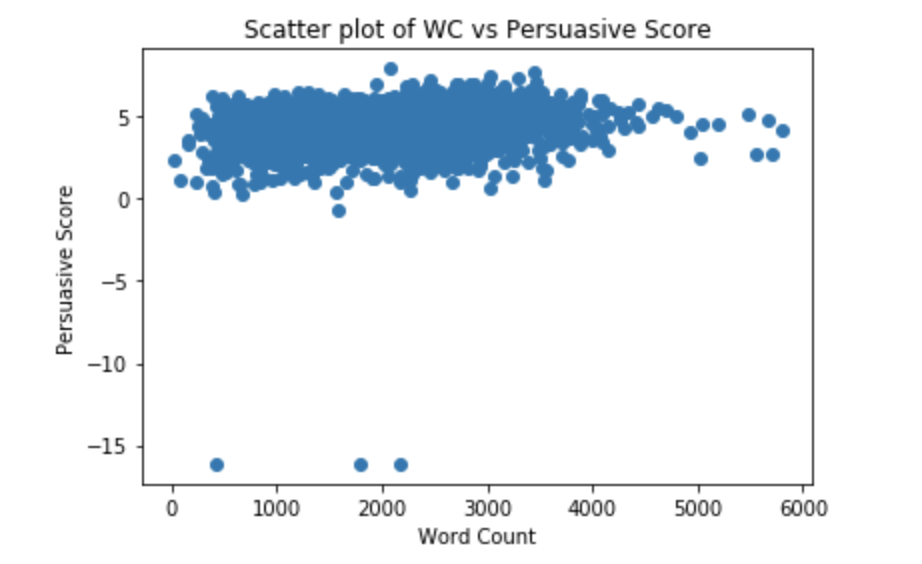 Scatter plot of WC vs Persuasive Score
Persuasive Score
5
0
−5
−10
−15
0 1000 2000 3000 4000 5000 6000
Word Count